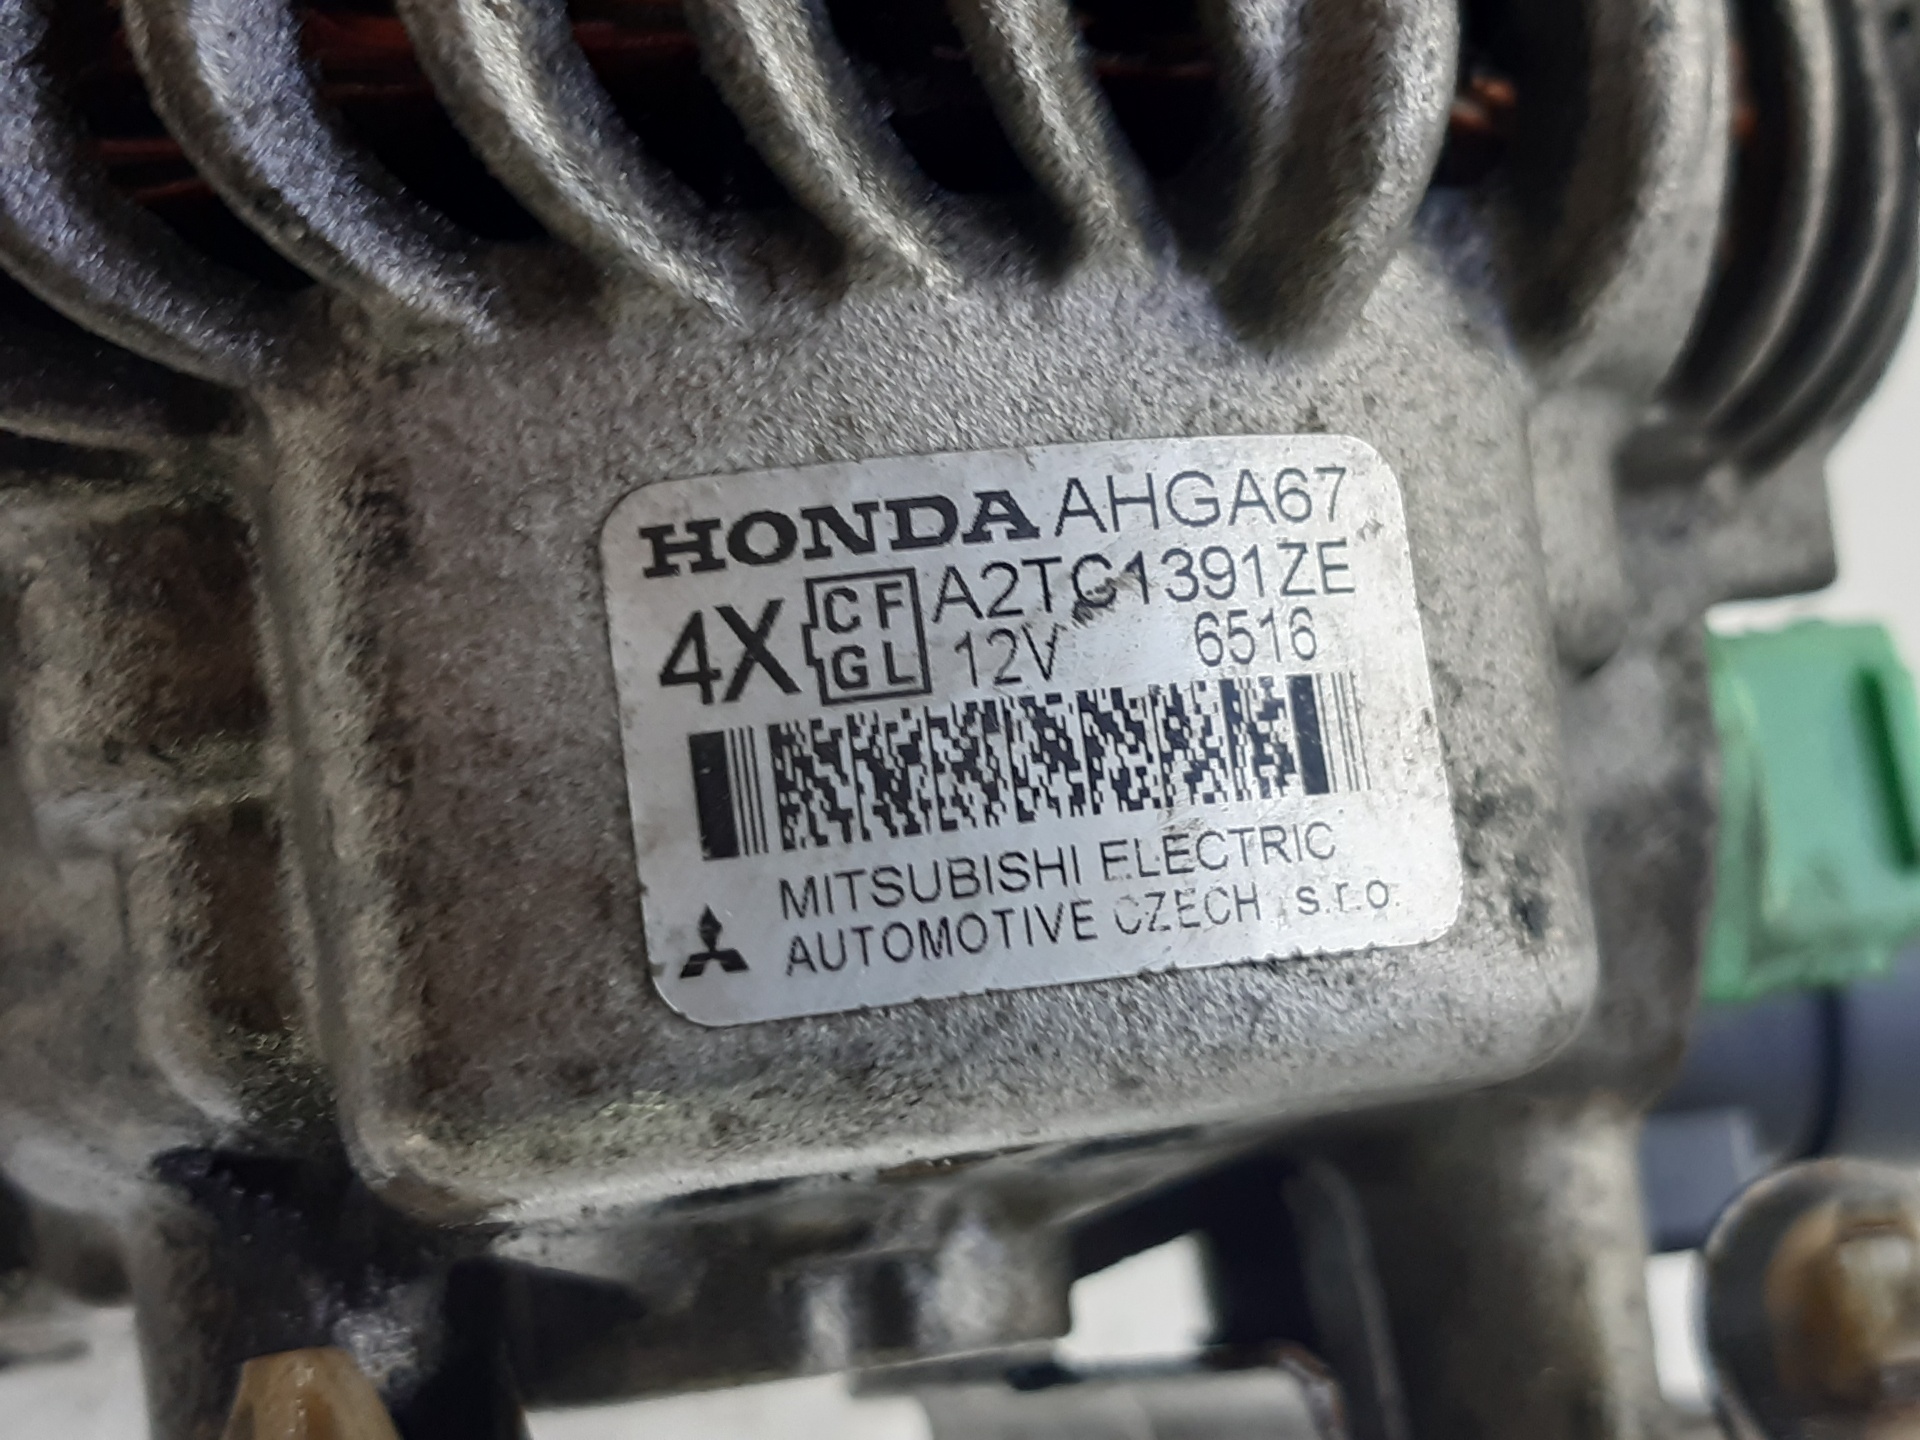 HONDA AHGA67
4X CF GL A2TC1391ZE
12V 6516
MITSUBISHI ELECTRIC
AUTOMOTIVE CZECH s.r.o.